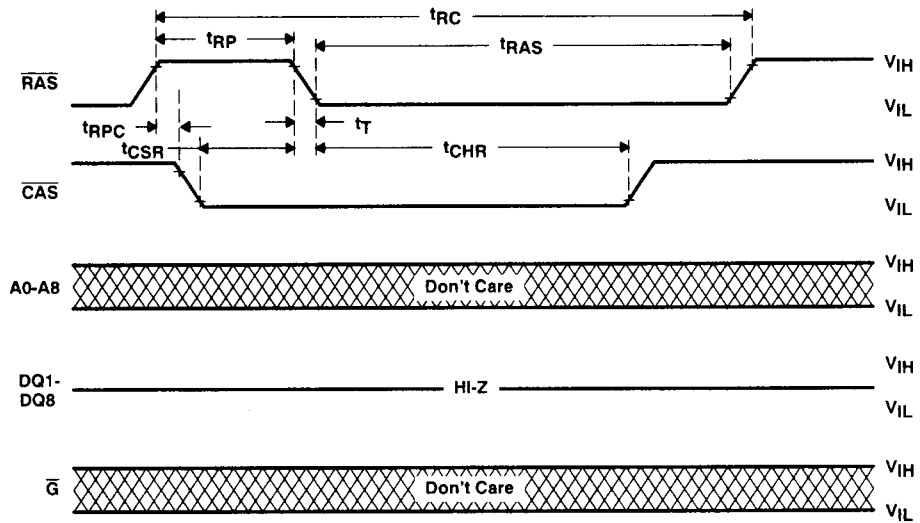 tRC
tRP
tRAS
RAS
VIH
VIL
tRPC
tT
tCSR
tCHR
CAS
VIH
VIL
A0-A8
Don't Care
VIH
VIL
DQ1-
DQ8
HI-Z
VIH
VIL
G
Don't Care
VIH
VIL